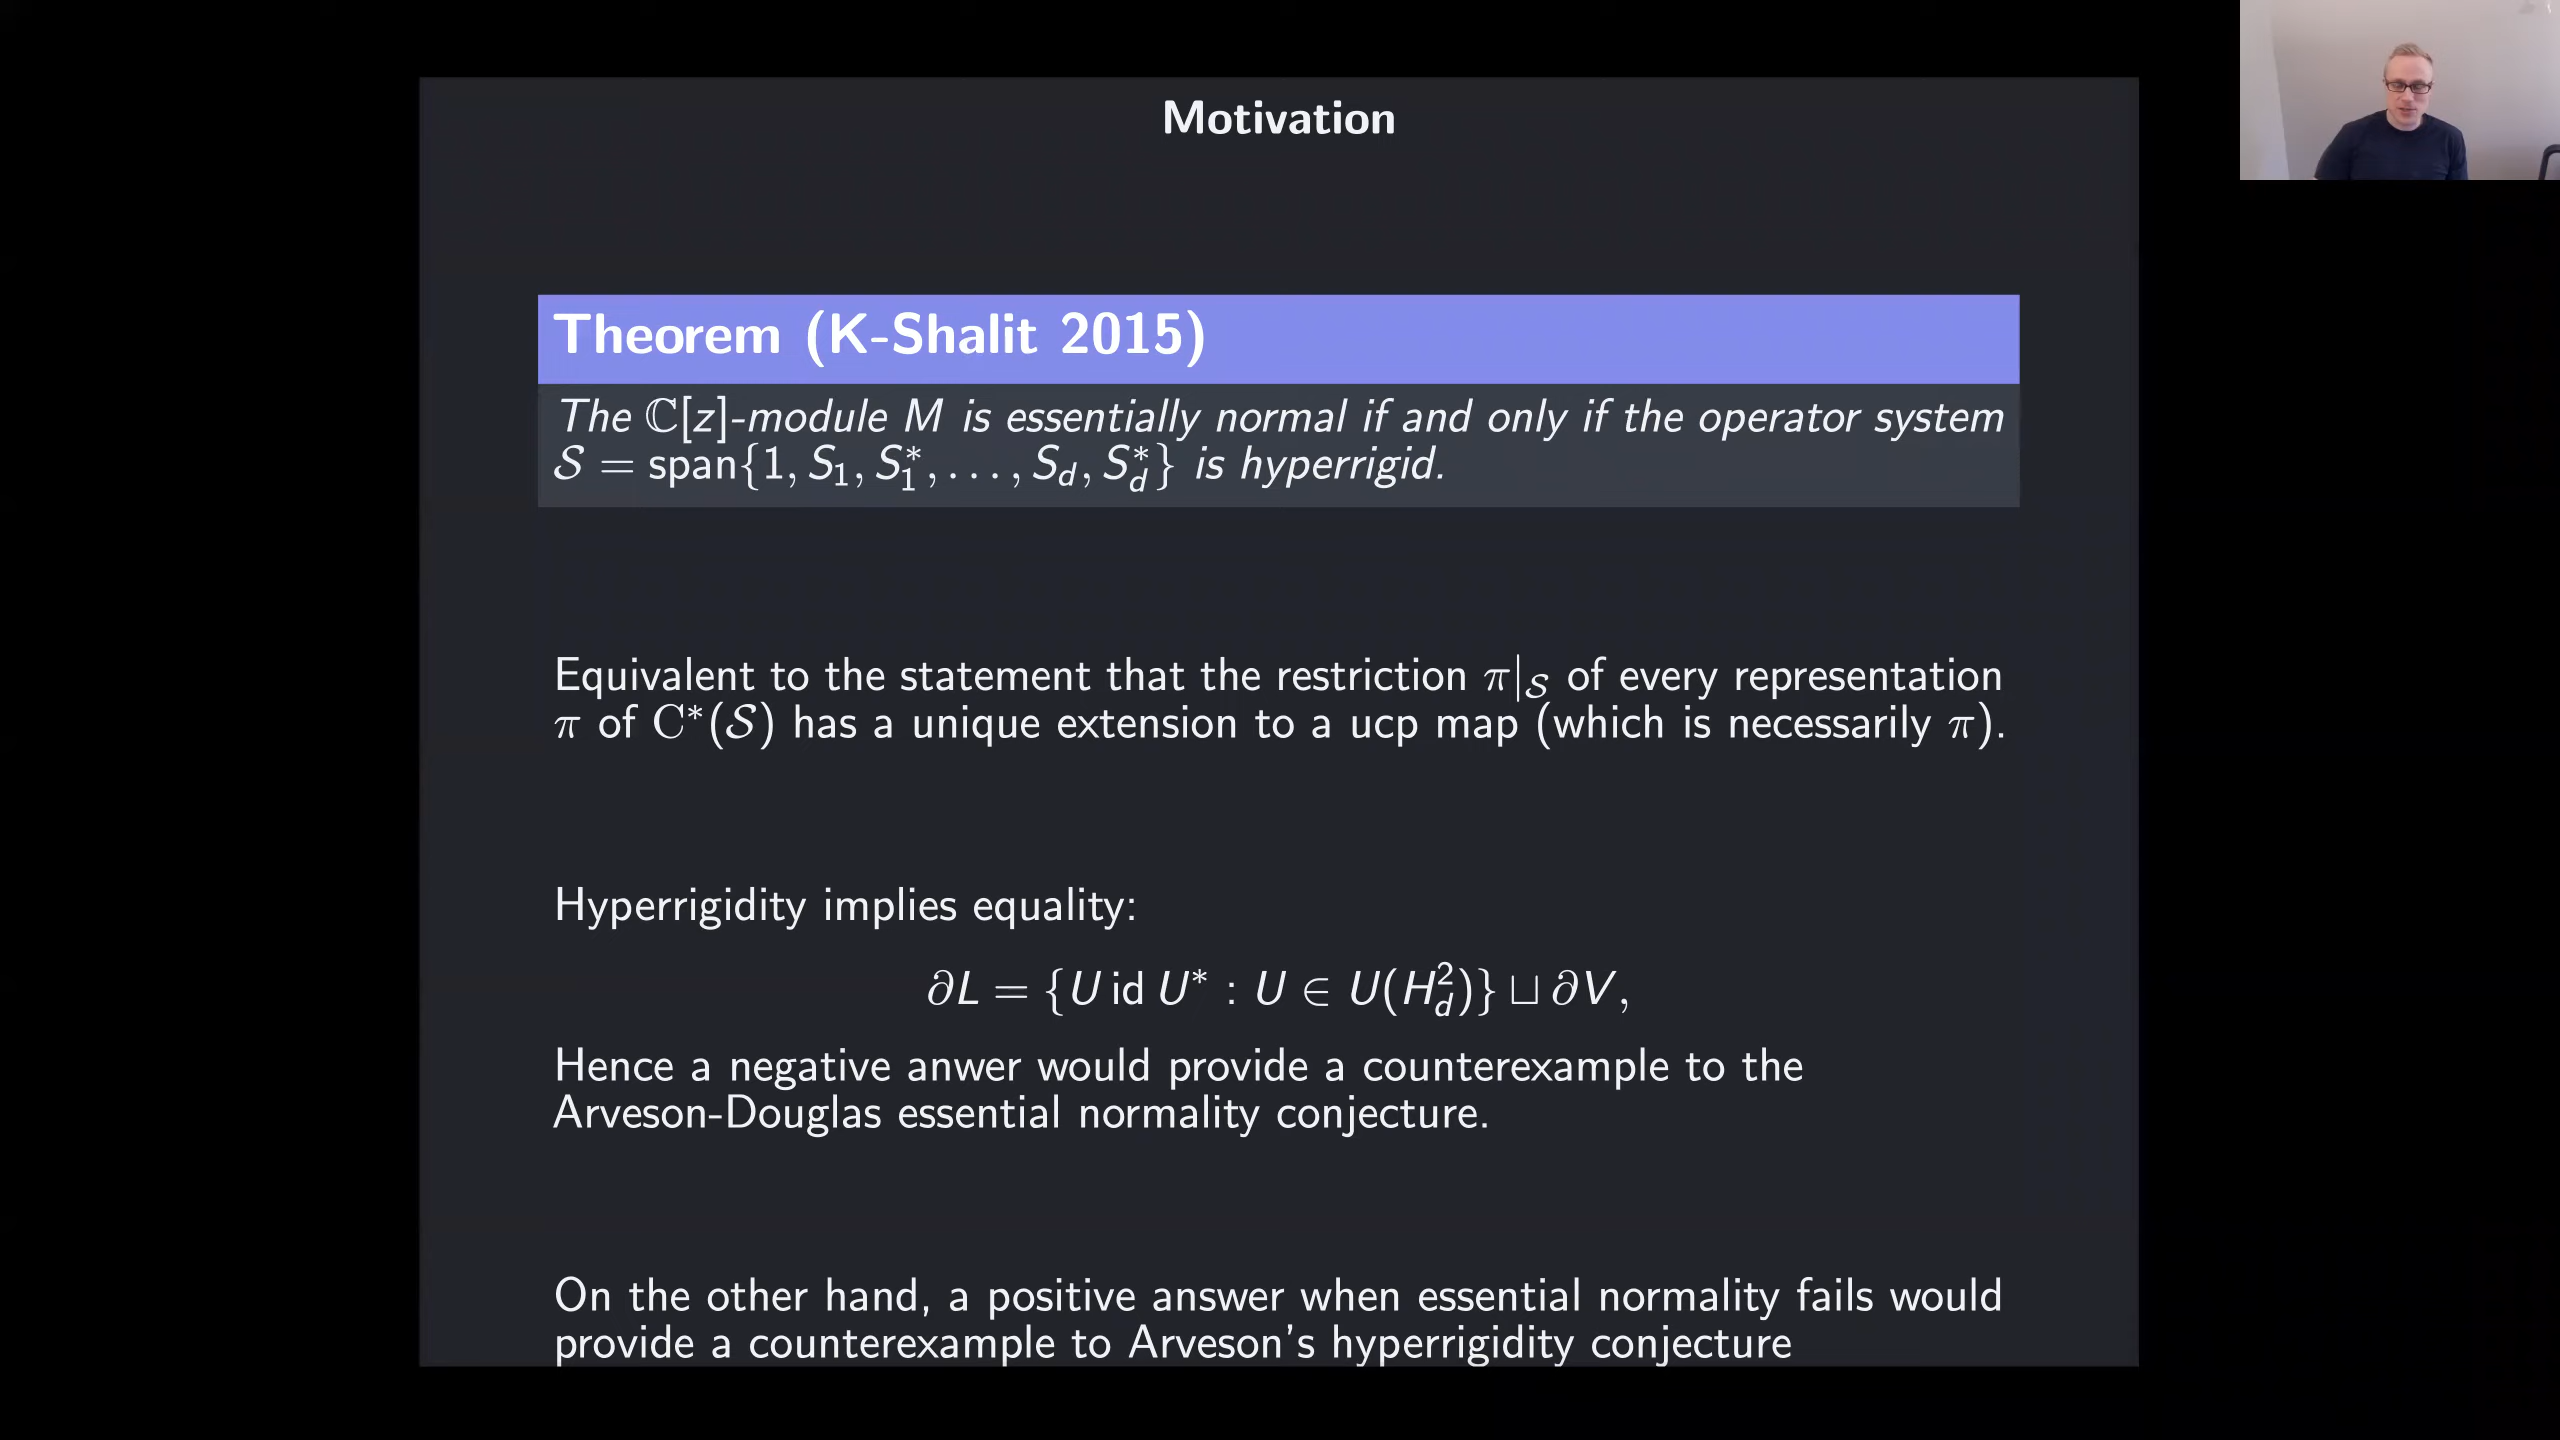 Motivation
Theorem (K-Shalit 2015)
The ℂ[z]-module M is essentially normal if and only if the operator system
𝒮 = span{1, S₁, S₁*, . . . , S_d, S_d*} is hyperrigid.
Equivalent to the statement that the restriction π|_𝒮 of every representation
π of C*(𝒮) has a unique extension to a ucp map (which is necessarily π).
Hyperrigidity implies equality:
∂L = {U id U* : U ∈ U(H_d²)} ⊔ ∂V,
Hence a negative anwer would provide a counterexample to the
Arveson-Douglas essential normality conjecture.
On the other hand, a positive answer when essential normality fails would
provide a counterexample to Arveson's hyperrigidity conjecture